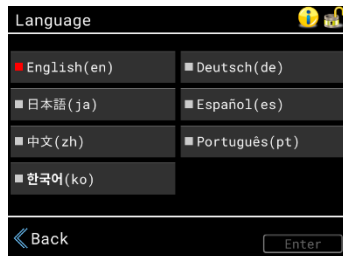 Language
English(en)
Deutsch(de)
日本語(ja)
Español(es)
中文(zh)
Português(pt)
한국어(ko)
Back
Enter